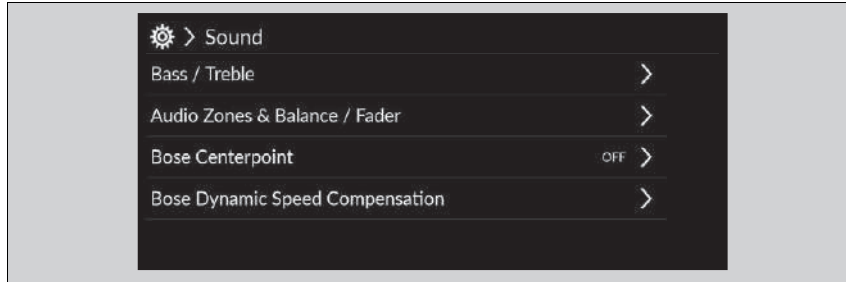 > Sound
Bass / Treble >
Audio Zones & Balance / Fader >
Bose Centerpoint OFF >
Bose Dynamic Speed Compensation >